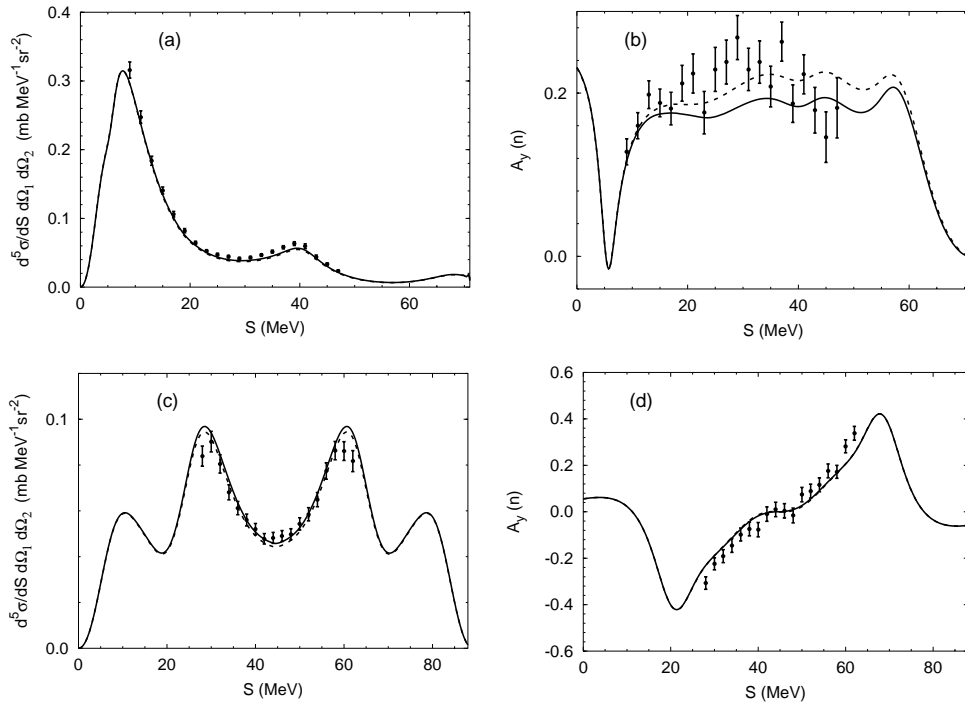 (a)
d⁵σ/dS dΩ₁ dΩ₂ (mb MeV⁻¹sr⁻²)
0.4
0.3
0.2
0.1
0.0
0 20 40 60
S (MeV)
(b)
A_y (n)
0.2
0.0
0 20 40 60
S (MeV)
(c)
d⁵σ/dS dΩ₁ dΩ₂ (mb MeV⁻¹sr⁻²)
0.1
0.0
0 20 40 60 80
S (MeV)
(d)
A_y (n)
0.6
0.4
0.2
0.0
-0.2
-0.4
-0.6
0 20 40 60 80
S (MeV)